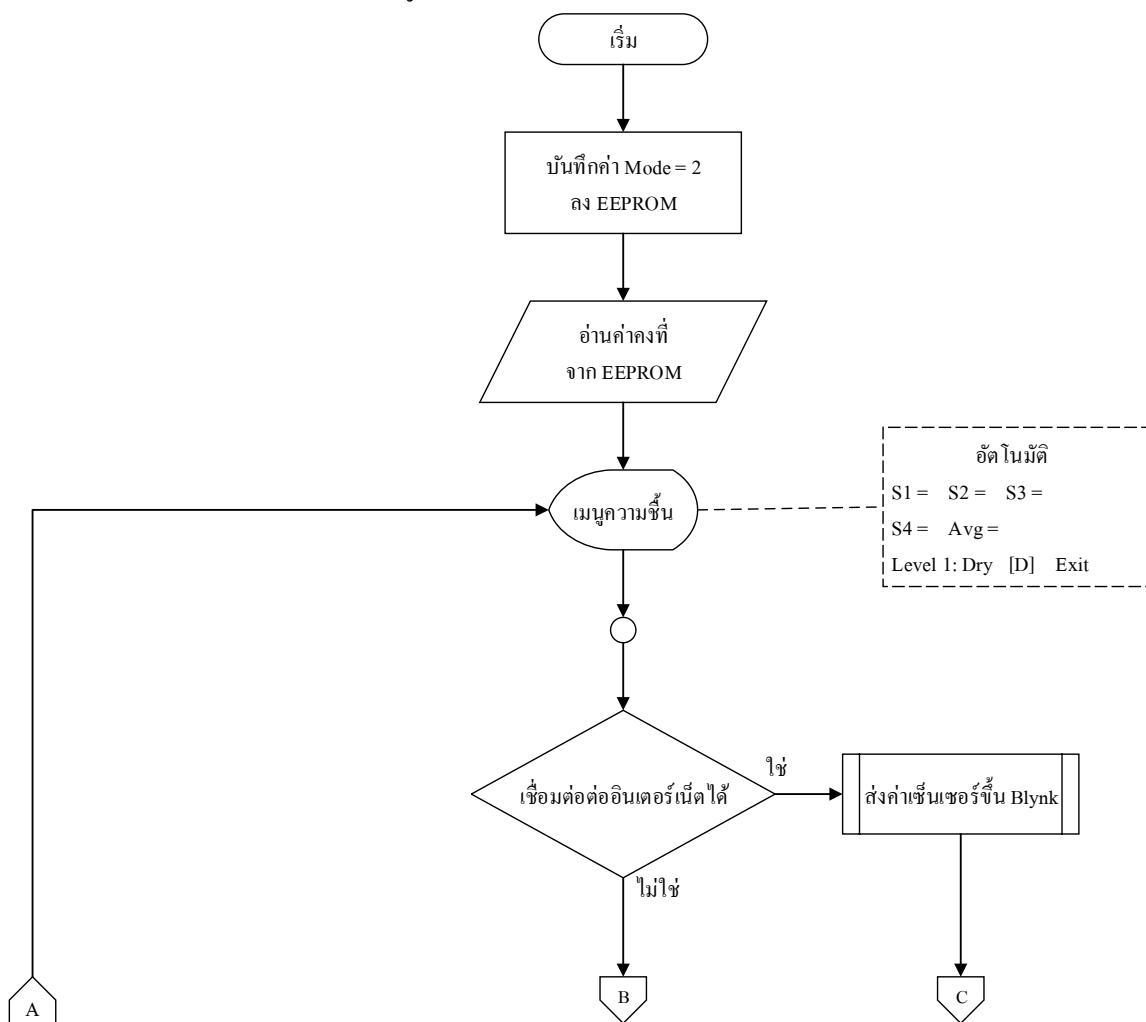 เริ่ม
บันทึกค่า Mode = 2
ลง EEPROM
อ่านค่าคงที่
จาก EEPROM
เมนูความชื้น
อัตโนมัติ
S1 = S2 = S3 =
S4 = Avg =
Level 1: Dry [D] Exit
เชื่อมต่อต่ออินเตอร์เน็ตได้
ใช่
ส่งค่าเซ็นเซอร์ขึ้น Blynk
ไม่ใช่
A
B
C